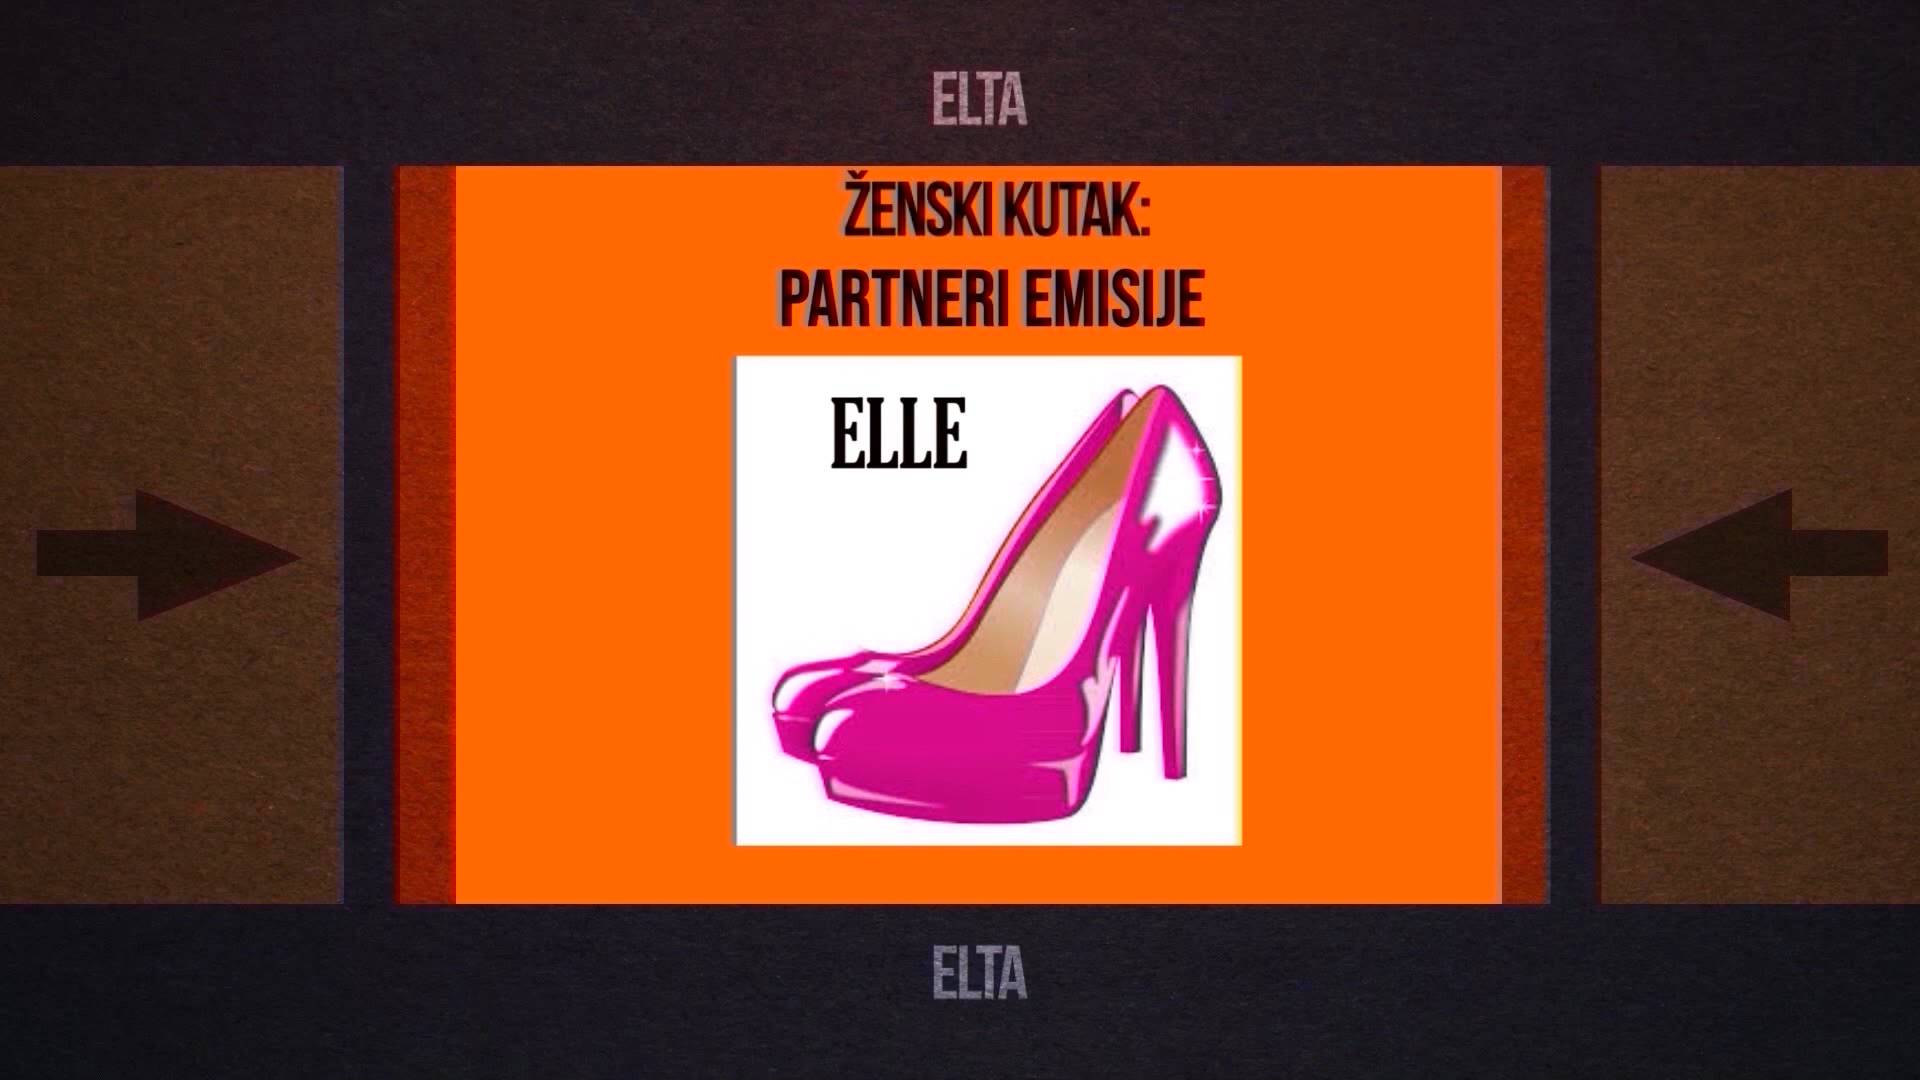 ELTA
ŽENSKI KUTAK:
PARTNERI EMISIJE
ELLE
ELTA